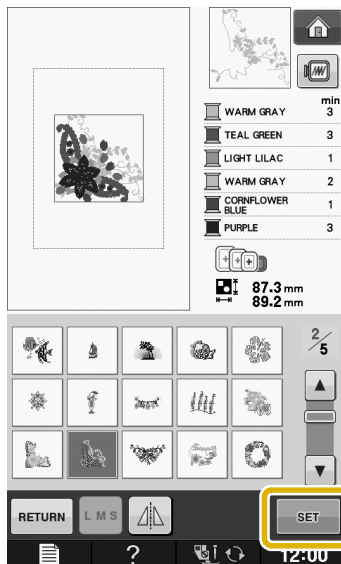 min
WARM GRAY 3
TEAL GREEN 3
LIGHT LILAC 1
WARM GRAY 2
CORNFLOWER
BLUE 1
PURPLE 3
87.3 mm
89.2 mm
2/5
RETURN
L M S
SET
?
12:00